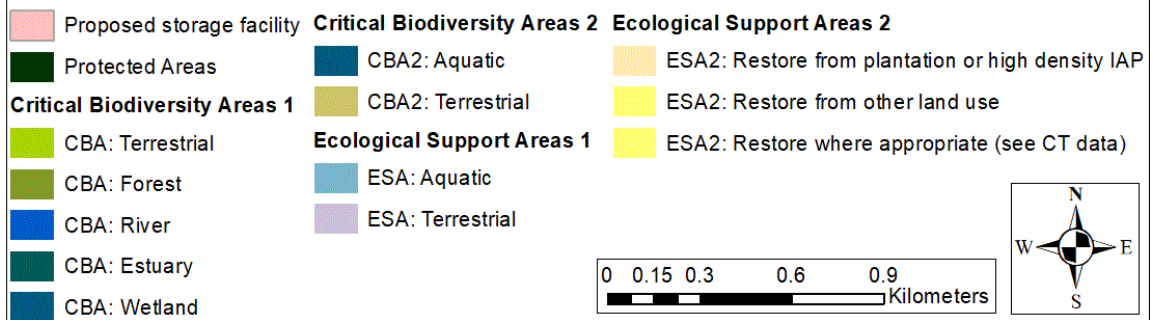 Proposed storage facility
Protected Areas
Critical Biodiversity Areas 1
CBA: Terrestrial
CBA: Forest
CBA: River
CBA: Estuary
CBA: Wetland
Critical Biodiversity Areas 2
CBA2: Aquatic
CBA2: Terrestrial
Ecological Support Areas 1
ESA: Aquatic
ESA: Terrestrial
Ecological Support Areas 2
ESA2: Restore from plantation or high density IAP
ESA2: Restore from other land use
ESA2: Restore where appropriate (see CT data)
0 0.15 0.3 0.6 0.9
Kilometers
N
W E
S